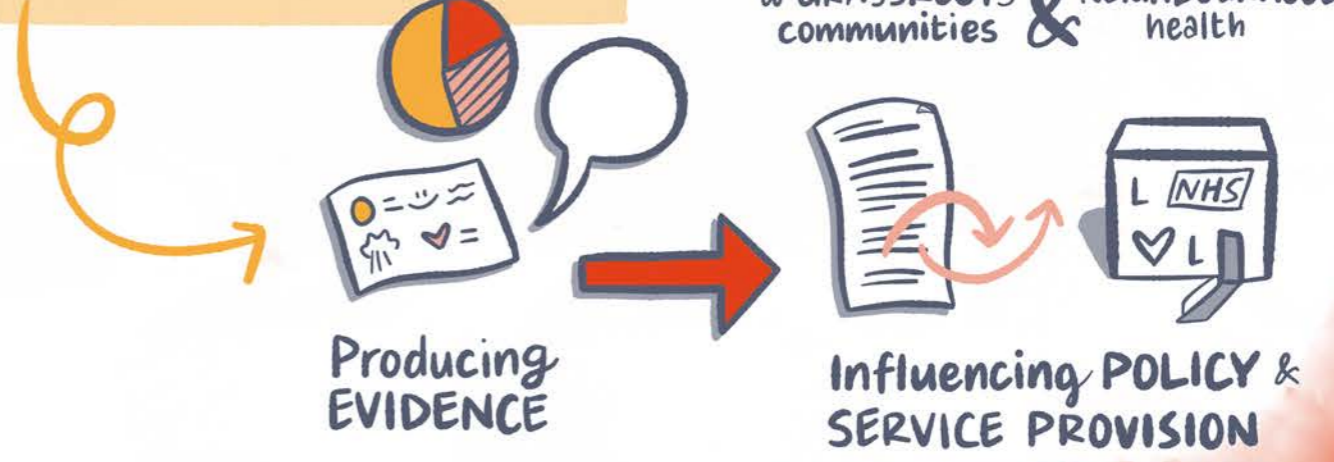 communities & health
NHS
Producing
EVIDENCE
Influencing POLICY &
SERVICE PROVISION